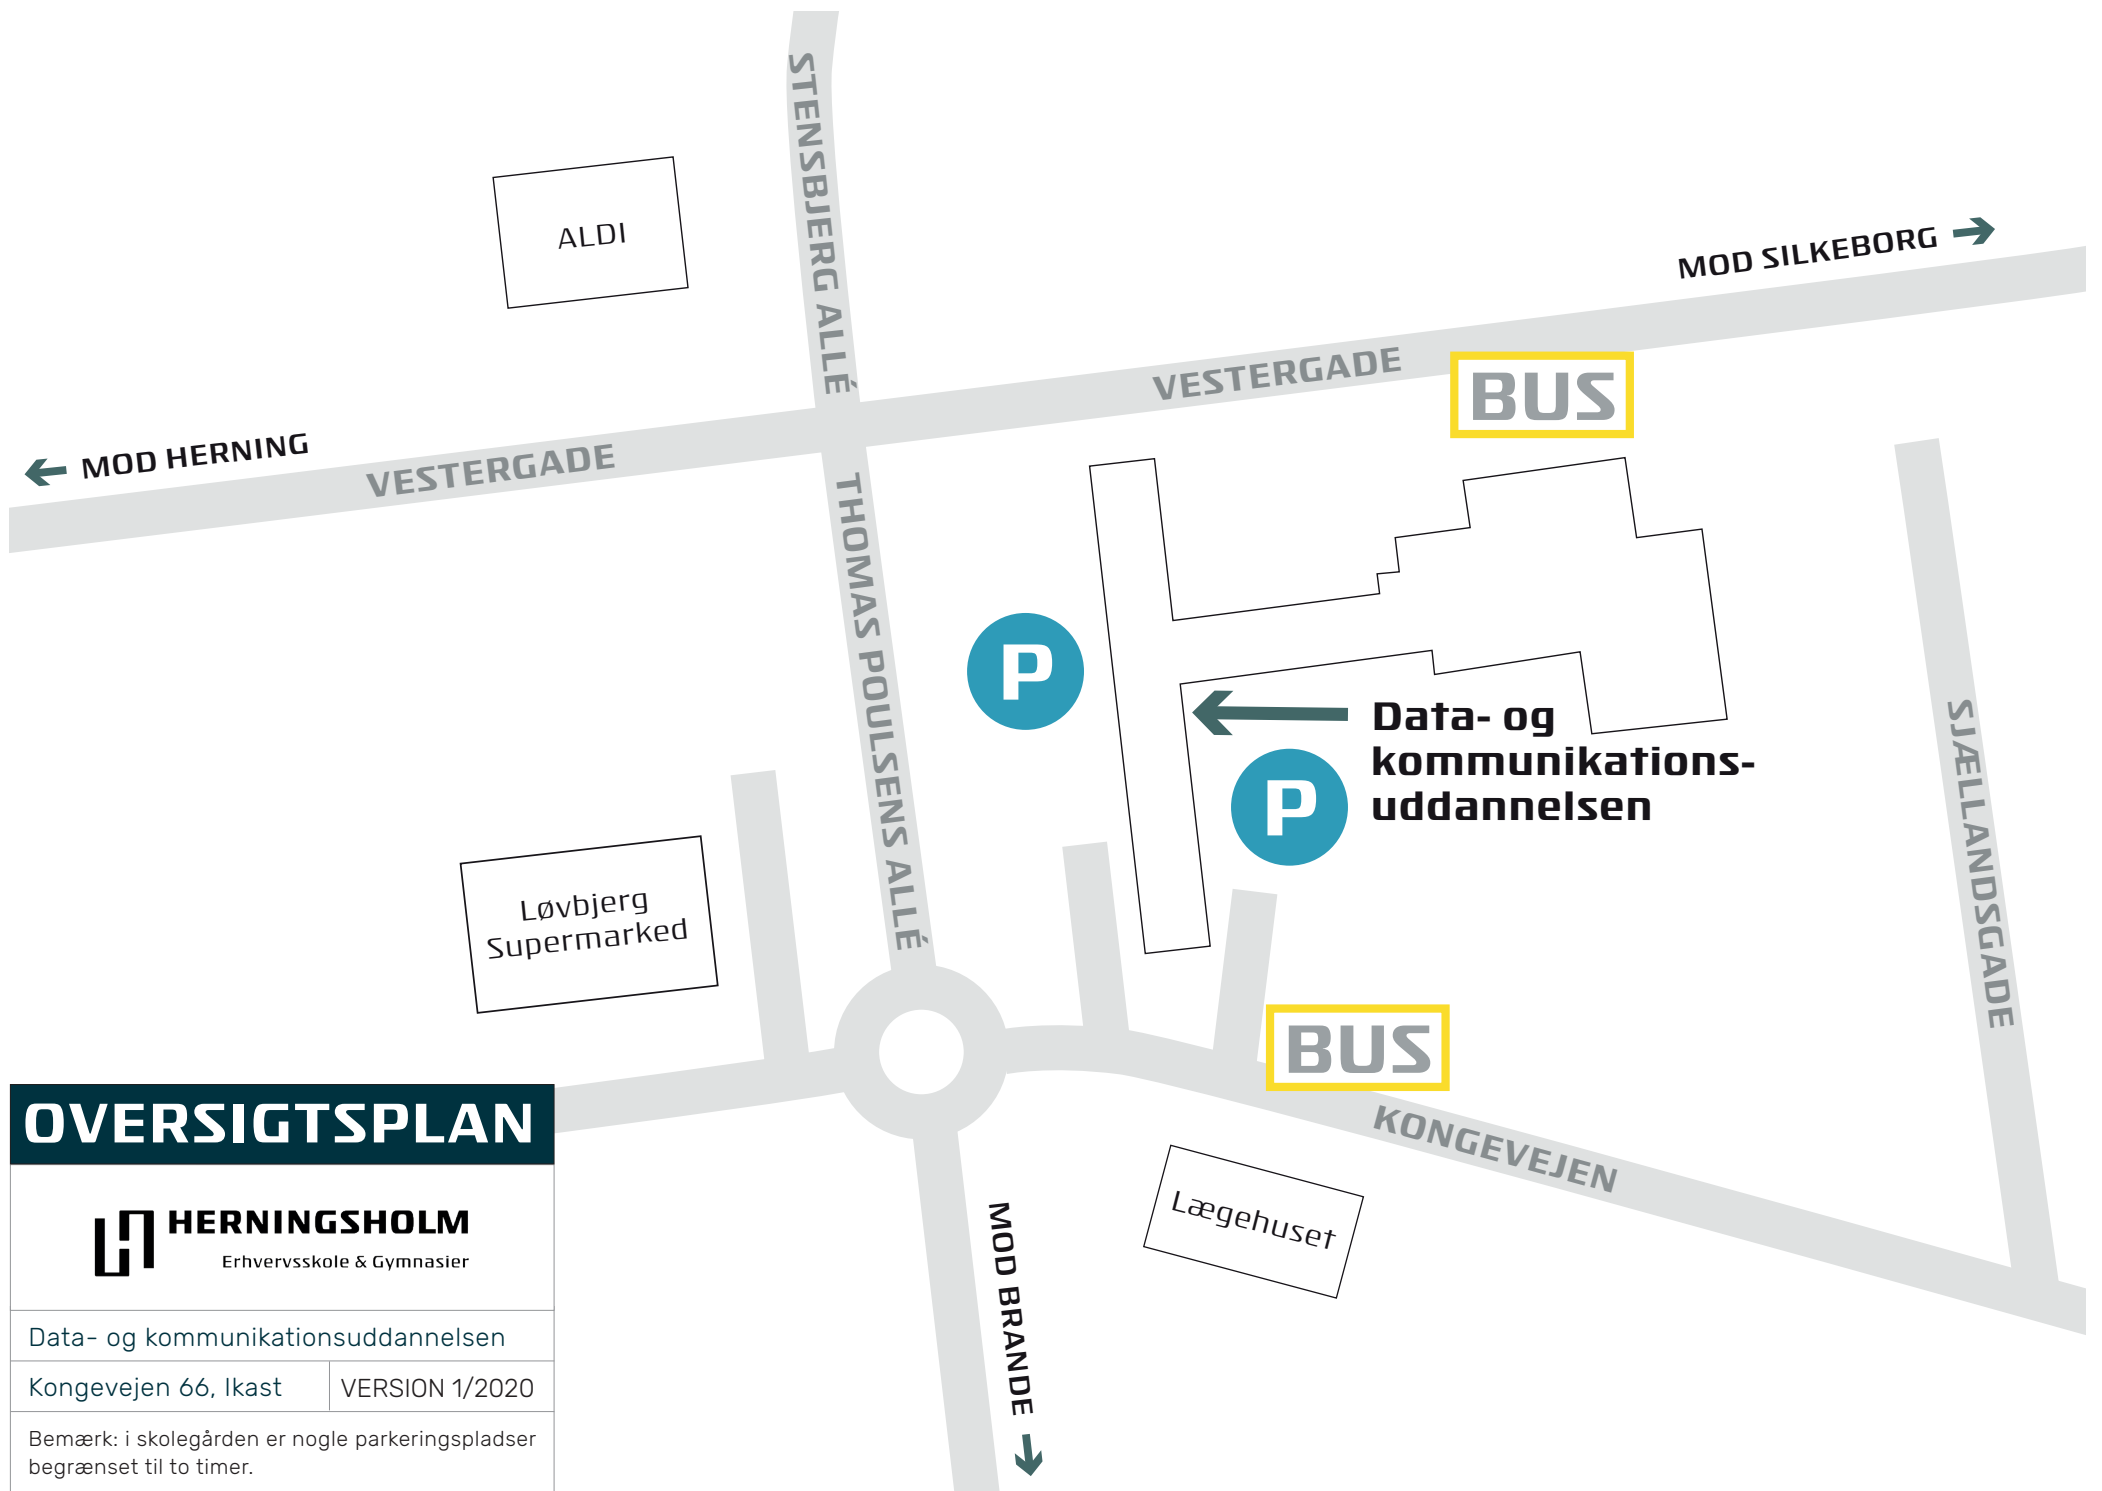 STENSBJERG ALLÉ
ALDI
MOD SILKEBORG
VESTERGADE
BUS
MOD HERNING
VESTERGADE
THOMAS POULSENS ALLÉ
P
Data- og
kommunikations-
uddannelsen
P
SJÆLLANDSGADE
Løvbjerg
Supermarked
BUS
KONGEVEJEN
Lægehuset
MOD BRANDE
OVERSIGTSPLAN
HERNINGSHOLM
Erhvervsskole & Gymnasier
Data- og kommunikationsuddannelsen
Kongevejen 66, Ikast
VERSION 1/2020
Bemærk: i skolegården er nogle parkeringspladser
begrænset til to timer.